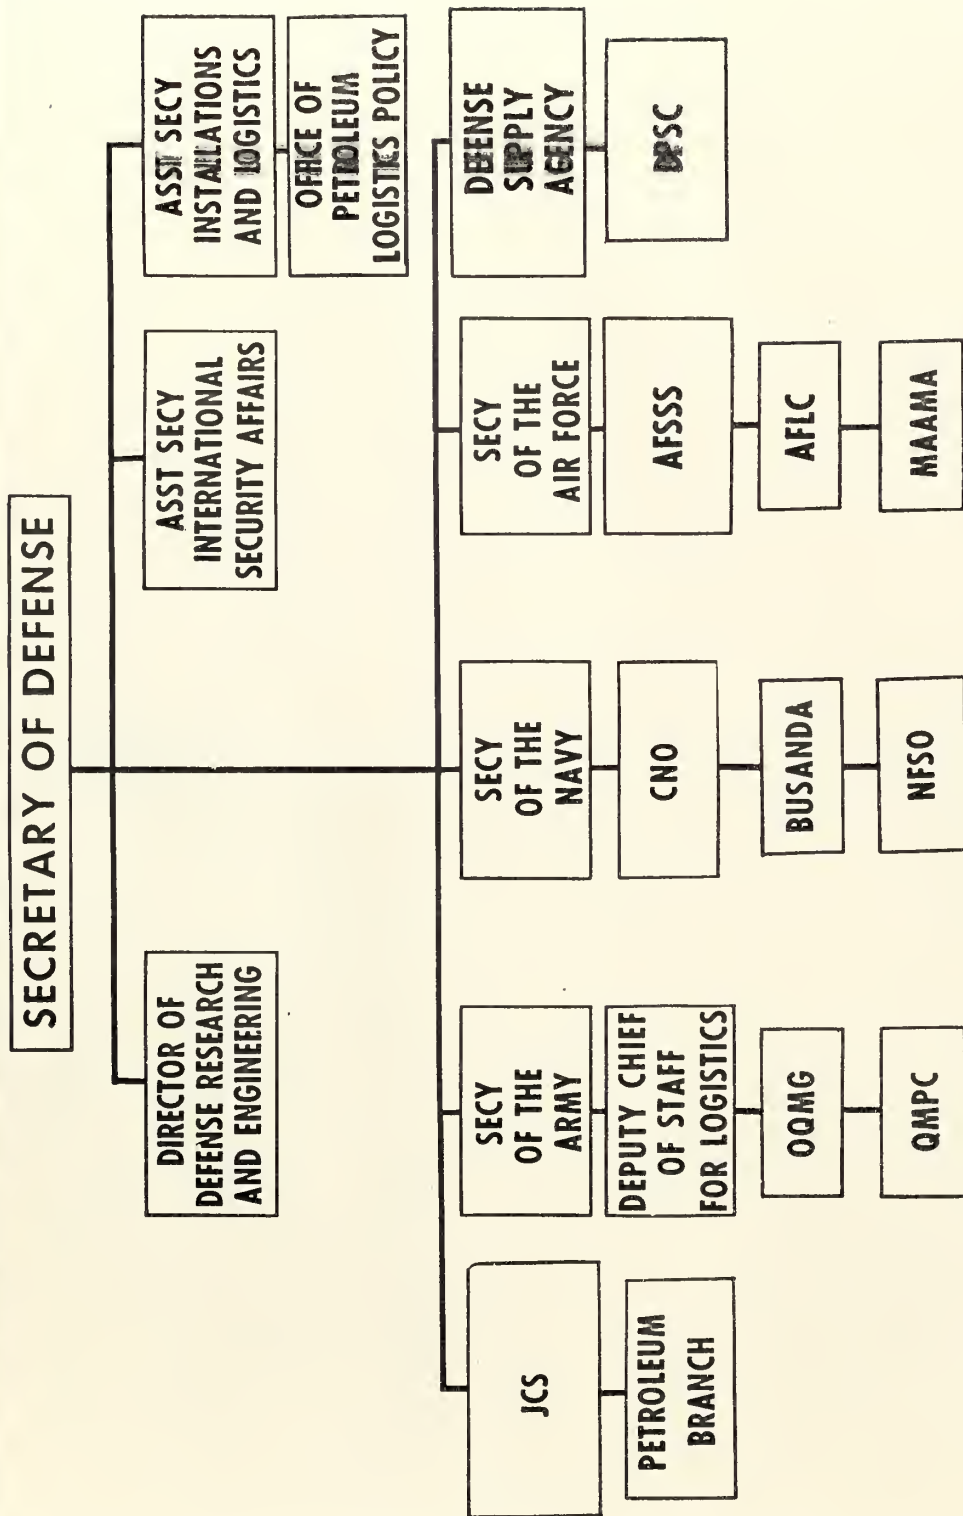 SECRETARY OF DEFENSE
DIRECTOR OF
DEFENSE RESEARCH
AND ENGINEERING
ASST SECY
INTERNATIONAL
SECURITY AFFAIRS
ASST SECY
INSTALLATIONS
AND LOGISTICS
OFFICE OF
PETROLEUM
LOGISTICS POLICY
JCS
PETROLEUM
BRANCH
SECY
OF THE
ARMY
DEPUTY CHIEF
OF STAFF
FOR LOGISTICS
OQMG
QMPC
SECY
OF THE
NAVY
CNO
BUSANDA
NFSO
SECY
OF THE
AIR FORCE
AFSSS
AFLC
MAAMA
DEFENSE
SUPPLY
AGENCY
DPSC